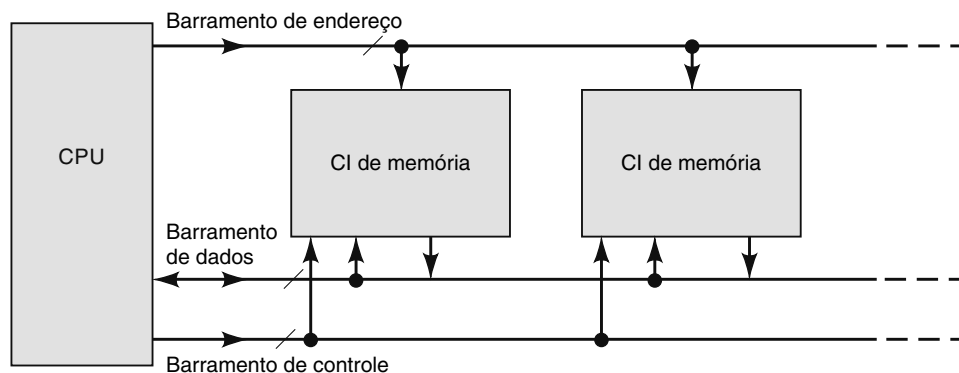 Barramento de endereço
CPU
CI de memória
CI de memória
Barramento
de dados
Barramento de controle